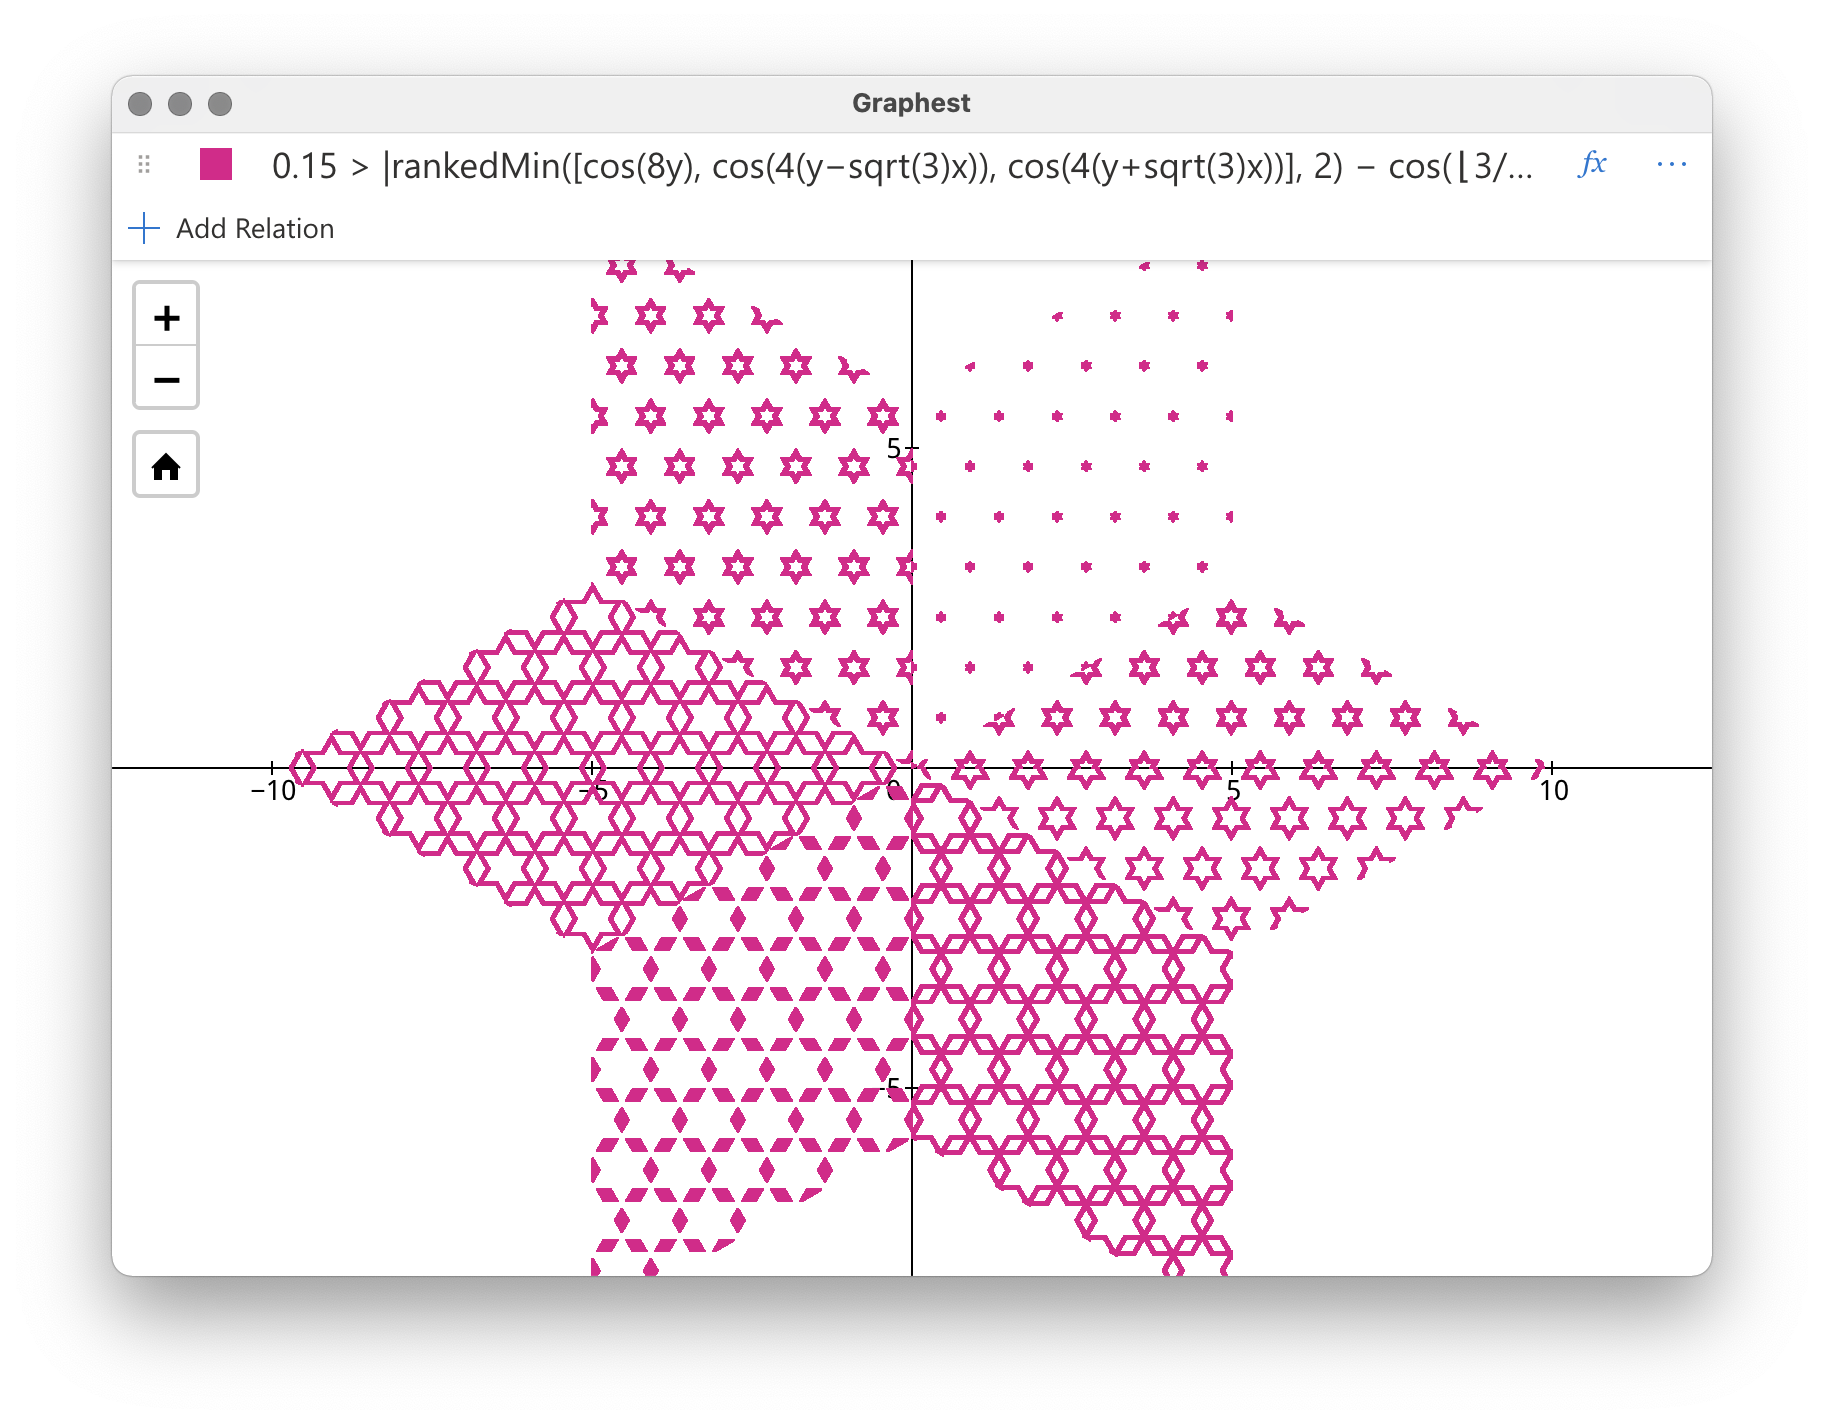 Graphest
0.15 > |rankedMin([cos(8y), cos(4(y−sqrt(3)x)), cos(4(y+sqrt(3)x))], 2) − cos(⌊3/... fx ...
Add Relation
+
−
5
−10 −5 0 5 10
−5